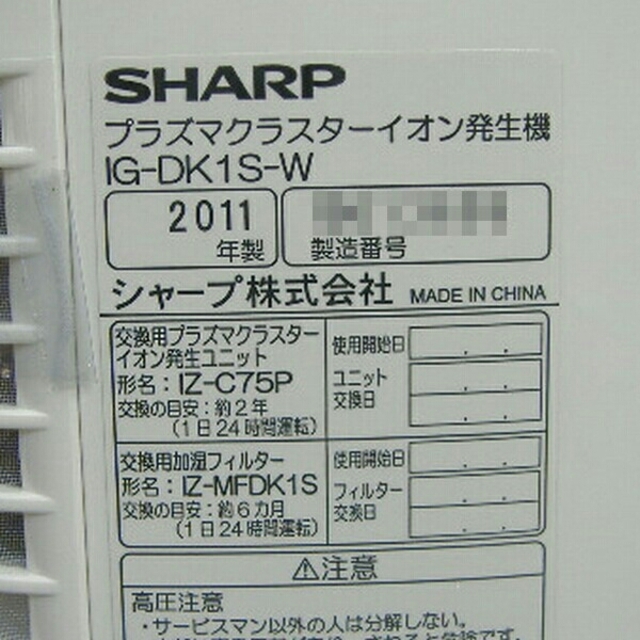 SHARP
プラズマクラスターイオン発生機
IG-DK1S-W
2011
年製
製造番号
シャープ株式会社 MADE IN CHINA
交換用プラズマクラスター
イオン発生ユニット
形名：IZ-C75P
交換の目安：約2年
（1日24時間運転）
使用開始日
ユニット
交換日
交換用加湿フィルター
形名：IZ-MFDK1S
交換の目安：約6カ月
（1日24時間運転）
使用開始日
フィルター
交換日
⚠注意
高圧注意
・サービスマン以外の人は分解しない。